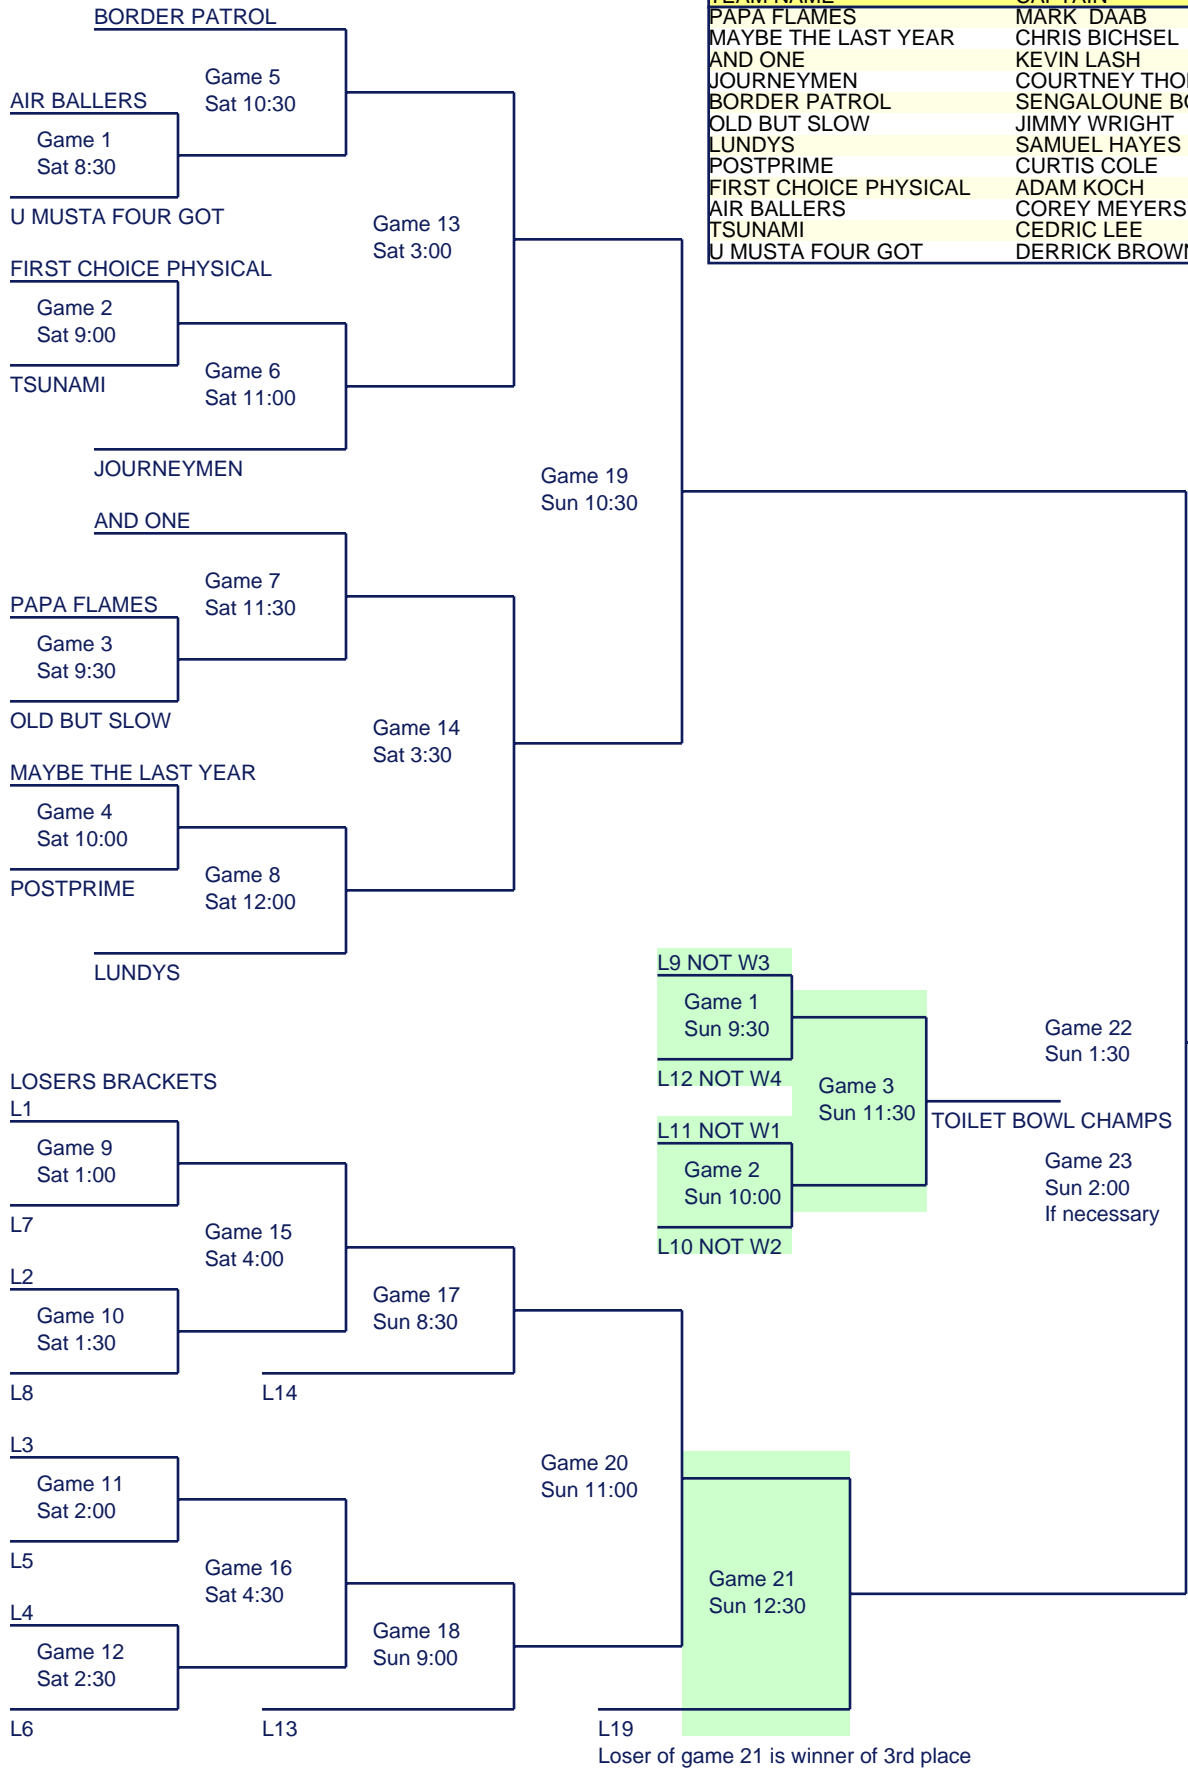 BORDER PATROL
Game 5
Sat 10:30
AIR BALLERS
Game 1
Sat 8:30
U MUSTA FOUR GOT
Game 13
Sat 3:00
FIRST CHOICE PHYSICAL
Game 2
Sat 9:00
TSUNAMI
Game 6
Sat 11:00
JOURNEYMEN
Game 19
Sun 10:30
AND ONE
Game 7
Sat 11:30
PAPA FLAMES
Game 3
Sat 9:30
OLD BUT SLOW
Game 14
Sat 3:30
MAYBE THE LAST YEAR
Game 4
Sat 10:00
POSTPRIME
Game 8
Sat 12:00
LUNDYS
PAPA FLAMES MARK DAAB
MAYBE THE LAST YEAR CHRIS BICHSEL
AND ONE KEVIN LASH
JOURNEYMEN COURTNEY
BORDER PATROL SENGALOUNE
OLD BUT SLOW JIMMY WRIGHT
LUNDYS SAMUEL HAYES
POSTPRIME CURTIS COLE
FIRST CHOICE PHYSICAL ADAM KOCH
AIR BALLERS COREY MEYERS
TSUNAMI CEDRIC LEE
U MUSTA FOUR GOT DERRICK BROWN
L9 NOT W3
Game 1
Sun 9:30
L12 NOT W4
Game 3
Sun 11:30
L11 NOT W1
Game 2
Sun 10:00
L10 NOT W2
TOILET BOWL CHAMPS
Game 22
Sun 1:30
Game 23
Sun 2:00
If necessary
LOSERS BRACKETS
L1
Game 9
Sat 1:00
L7
Game 15
Sat 4:00
L2
Game 10
Sat 1:30
L8
Game 17
Sun 8:30
L14
L3
Game 11
Sat 2:00
L5
Game 16
Sat 4:30
L4
Game 12
Sat 2:30
L6
Game 18
Sun 9:00
L13
Game 20
Sun 11:00
Game 21
Sun 12:30
L19
Loser of game 21 is winner of 3rd place